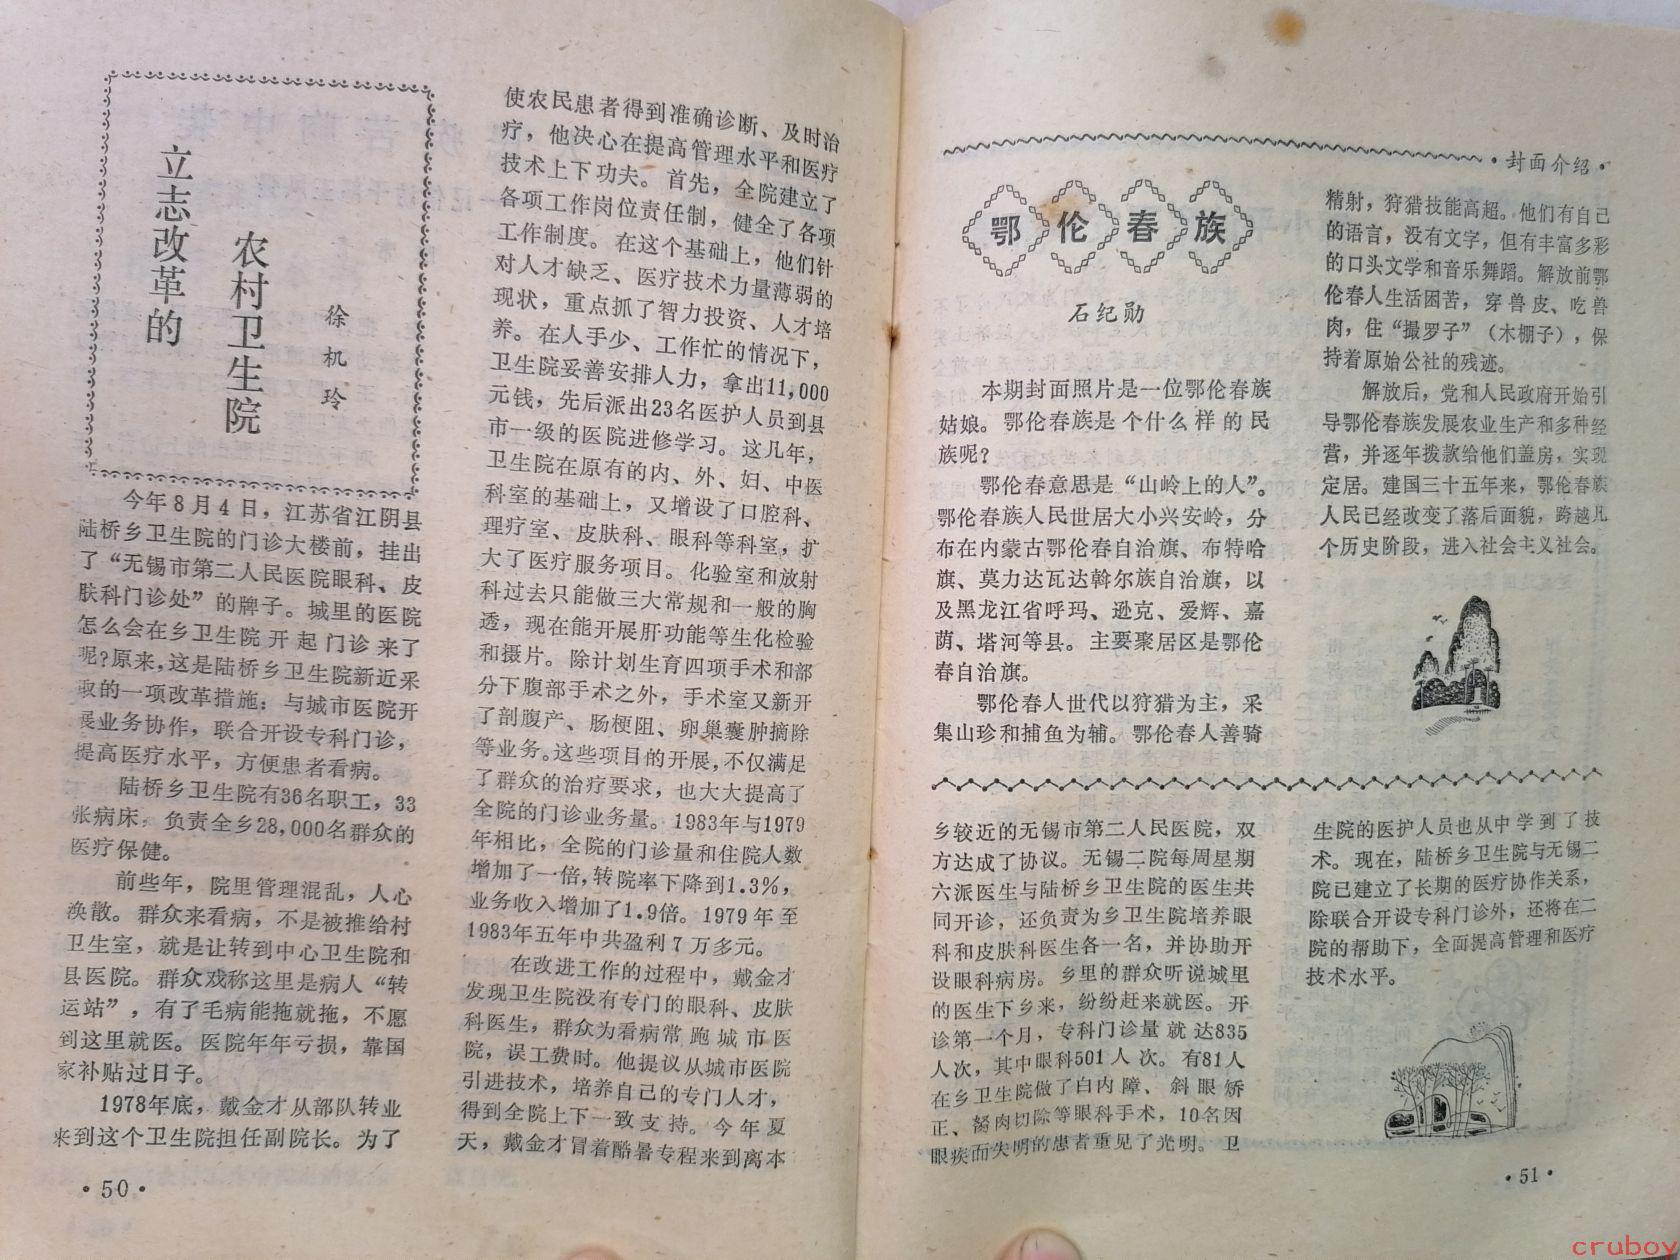 立志改革的
农村卫生院
徐机玲
今年8月4日，江苏省江阴县
陆桥乡卫生院的门诊大楼前，挂出
了“无锡市第二人民医院眼科、皮
肤科门诊处”的牌子。城里的医院
怎么会在乡卫生院开起门诊来了
呢?原来，这是陆桥乡卫生院新近采
取的一项改革措施：与城市医院开
展业务协作，联合开设专科门诊，
提高医疗水平，方便患者看病。
陆桥乡卫生院有36名职工，33
张病床，负责全乡28,000名群众的
医疗保健。
前些年，院里管理混乱，人心
涣散。群众来看病，不是被推给村
卫生室，就是让转到中心卫生院和
县医院。群众戏称这里是病人“转
运站”，有了毛病能拖就拖，不愿
到这里就医。医院年年亏损，靠国
家补贴过日子。
1978年底，戴金才从部队转业
来到这个卫生院担任副院长。为了
·50·
使农民患者得到准确诊断、及时治
疗，他决心在提高管理水平和医疗
技术上下功夫。首先，全院建立了
各项工作岗位责任制，健全了各项
工作制度。在这个基础上，他们针
对人才缺乏、医疗技术力量薄弱的
现状，重点抓了智力投资、人才培
养。在人手少、工作忙的情况下，
卫生院妥善安排人力，拿出11,000
元钱，先后派出23名医护人员到县
市一级的医院进修学习。这几年，
卫生院在原有的内、外、妇、中医
科室的基础上，又增设了口腔科、
理疗室、皮肤科、眼科等科室，扩
大了医疗服务项目。化验室和放射
科过去只能做三大常规和一般的胸
透，现在能开展肝功能等生化检验
和摄片。除计划生育四项手术和部
分下腹部手术之外，手术室又新开
了剖腹产、肠梗阻、卵巢囊肿摘除
等业务。这些项目的开展，不仅满足
了群众的治疗要求，也大大提高了
全院的门诊业务量。1983年与1979
年相比，全院的门诊量和住院人数
增加了一倍，转院率下降到1.3%，
业务收入增加了1.9倍。1979年至
1983年五年中共盈利7万多元。
在改进工作的过程中，戴金才
发现卫生院没有专门的眼科、皮肤
科医生，群众为看病常跑城市医
院，误工费时。他提议从城市医院
引进技术，培养自己的专门人才，
得到全院上下一致支持。今年夏
天，戴金才冒着酷暑专程来到离本
·封面介绍·
鄂伦春族
石纪勋
本期封面照片是一位鄂伦春族
姑娘。鄂伦春族是个什么样的民
族呢?
鄂伦春意思是“山岭上的人”。
鄂伦春族人民世居大小兴安岭，分
布在内蒙古鄂伦春自治旗、布特哈
旗、莫力达瓦达斡尔族自治旗，以
及黑龙江省呼玛、逊克、爱辉、嘉
荫、塔河等县。主要聚居区是鄂伦
春自治旗。
鄂伦春人世代以狩猎为主，采
集山珍和捕鱼为辅。鄂伦春人善骑
精射，狩猎技能高超。他们有自己
的语言，没有文字，但有丰富多彩
的口头文学和音乐舞蹈。解放前鄂
伦春人生活困苦，穿兽皮、吃兽
肉，住“撮罗子”（木棚子），保
持着原始公社的残迹。
解放后，党和人民政府开始引
导鄂伦春族发展农业生产和多种经
营，并逐年拨款给他们盖房，实现
定居。建国三十五年来，鄂伦春族
人民已经改变了落后面貌，跨越几
个历史阶段，进入社会主义社会。
乡较近的无锡市第二人民医院，双
方达成了协议。无锡二院每周星期
六派医生与陆桥乡卫生院的医生共
同开诊，还负责为乡卫生院培养眼
科和皮肤科医生各一名，并协助开
设眼科病房。乡里的群众听说城里
的医生下乡来，纷纷赶来就医。开
诊第一个月，专科门诊量就达835
人次，其中眼科501人次。有81人
在乡卫生院做了白内障、斜眼矫
正、胬肉切除等眼科手术，10名因
眼疾而失明的患者重见了光明。卫
生院的医护人员也从中学到了技
术。现在，陆桥乡卫生院与无锡二
院已建立了长期的医疗协作关系，
除联合开设专科门诊外，还将在二
院的帮助下，全面提高管理和医疗
技术水平。
·51·
cruboy